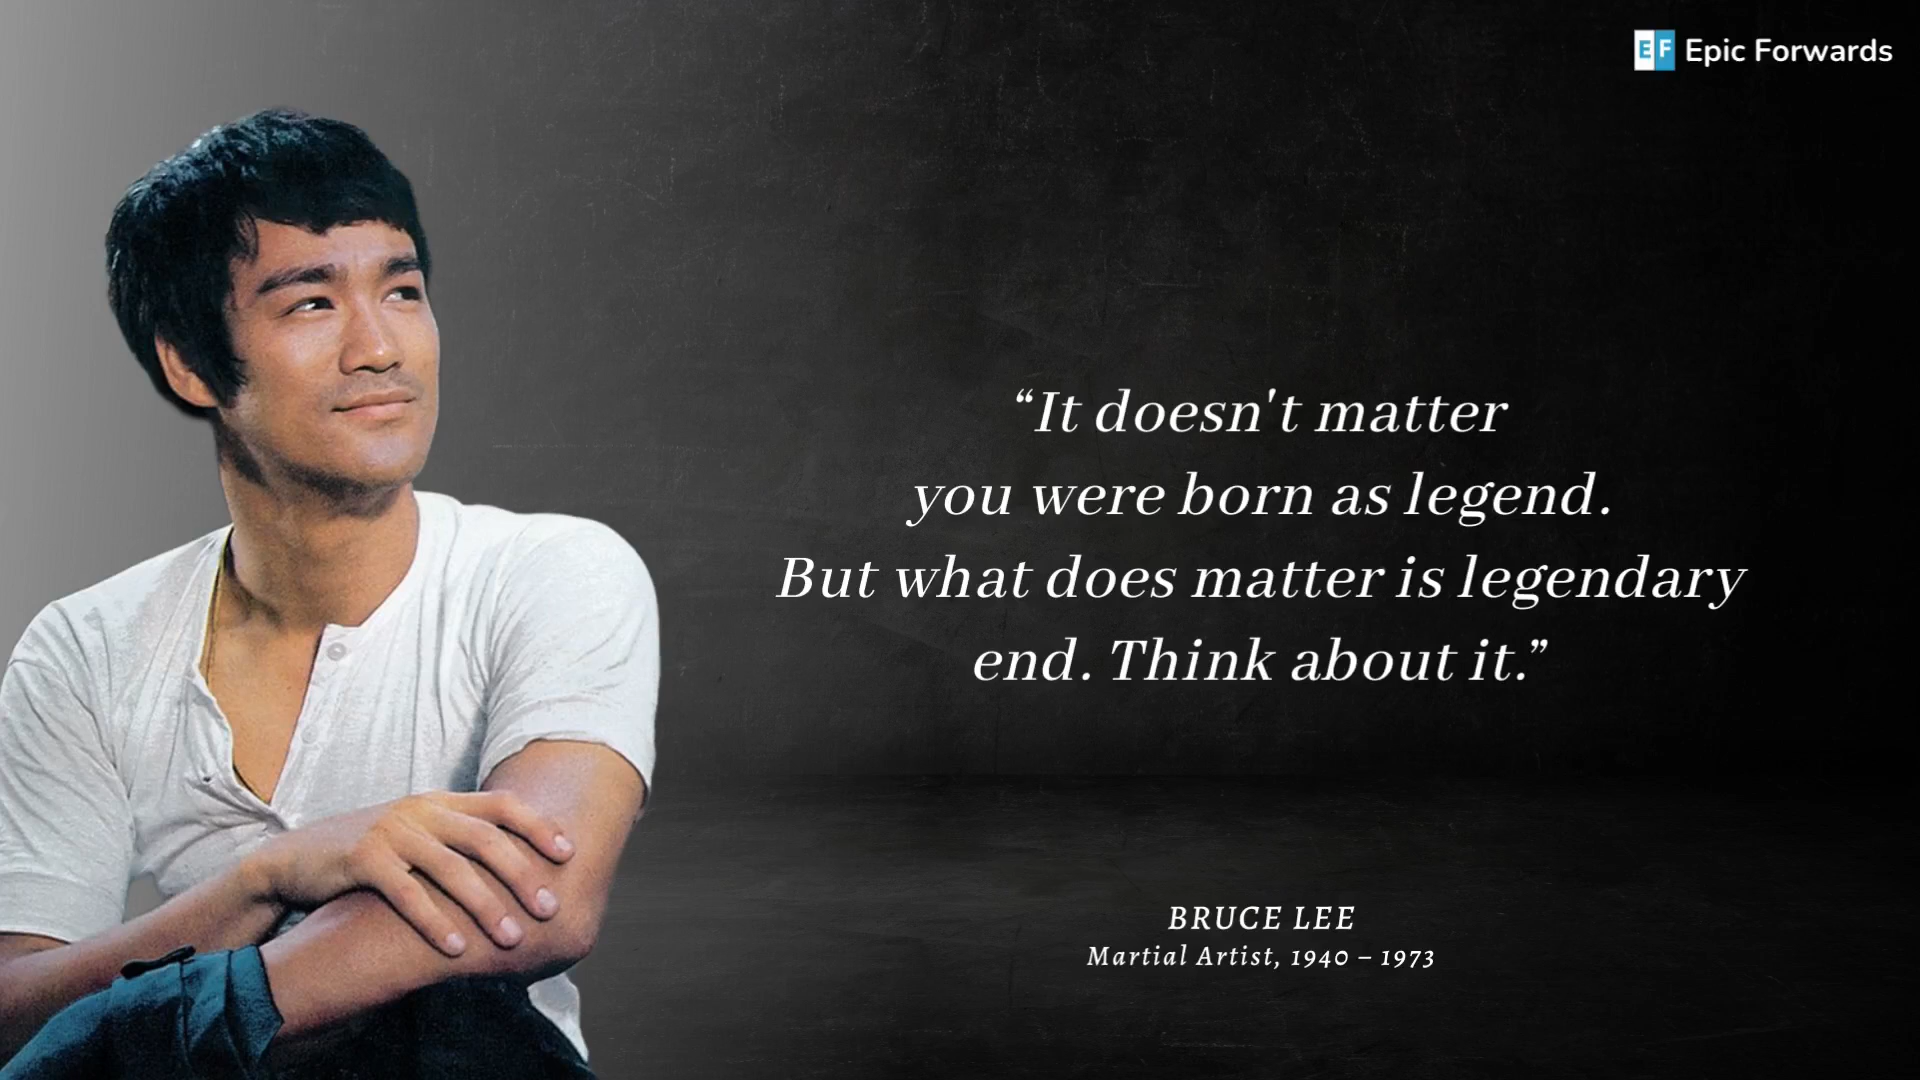 EF Epic Forwards
“It doesn't matter
you were born as legend.
But what does matter is legendary
end. Think about it.”
BRUCE LEE
Martial Artist, 1940 – 1973